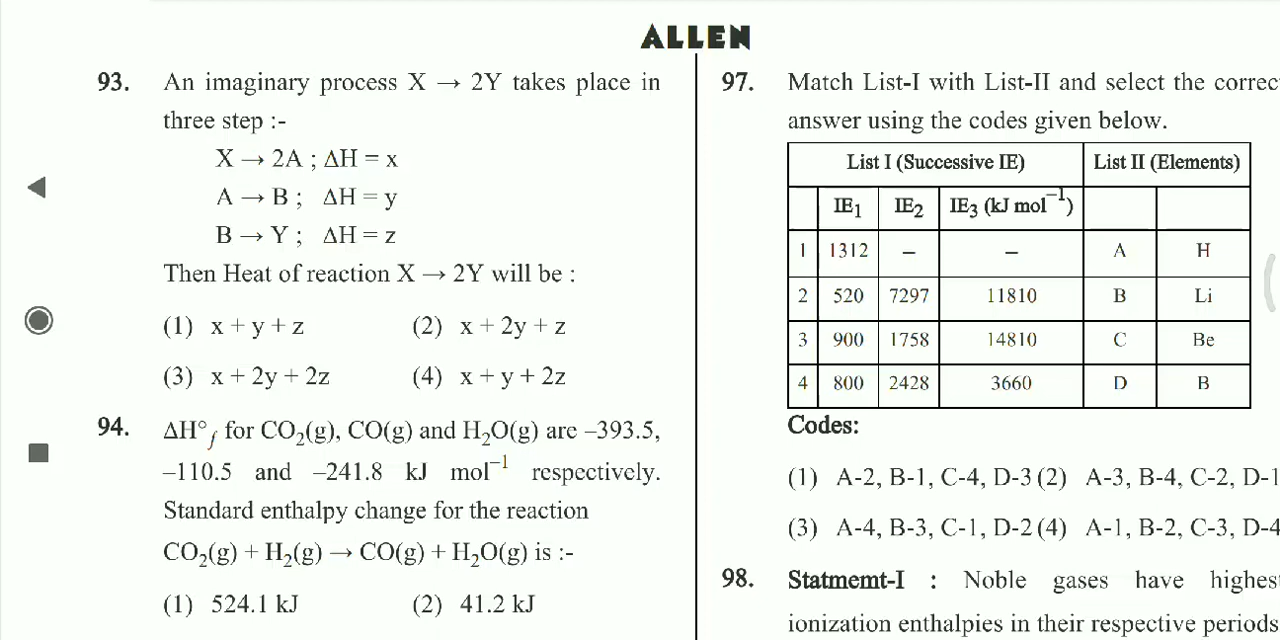 ALLEN
93. An imaginary process X → 2Y takes place in
three step :-
X → 2A ; ΔH = x
A → B ; ΔH = y
B → Y ; ΔH = z
Then Heat of reaction X → 2Y will be :
(1) x + y + z (2) x + 2y + z
(3) x + 2y + 2z (4) x + y + 2z
94. ΔH°f for CO₂(g), CO(g) and H₂O(g) are –393.5,
–110.5 and –241.8 kJ mol⁻¹ respectively.
Standard enthalpy change for the reaction
CO₂(g) + H₂(g) → CO(g) + H₂O(g) is :-
(1) 524.1 kJ (2) 41.2 kJ
97. Match List-I with List-II and select the correc
answer using the codes given below.
List I (Successive IE) List II (Elements)
IE₁ IE₂ IE₃ (kJ mol⁻¹)
1 1312 – – A H
2 520 7297 11810 B Li
3 900 1758 14810 C Be
4 800 2428 3660 D B
Codes:
(1) A-2, B-1, C-4, D-3 (2) A-3, B-4, C-2, D-1
(3) A-4, B-3, C-1, D-2 (4) A-1, B-2, C-3, D-4
98. Statmemt-I : Noble gases have highest
ionization enthalpies in their respective periods